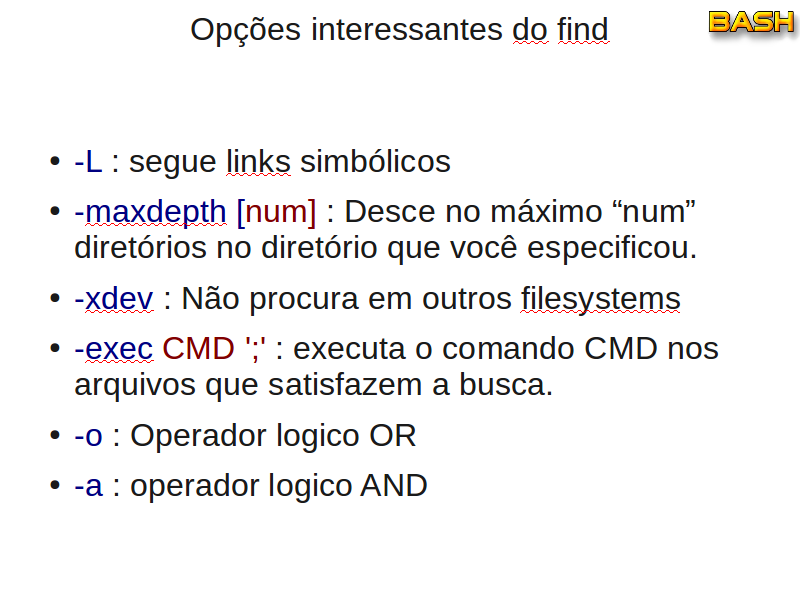 Opções interessantes do find
BASH
• -L : segue links simbólicos
• -maxdepth [num] : Desce no máximo “num”
diretórios no diretório que você especificou.
• -xdev : Não procura em outros filesystems
• -exec CMD ';' : executa o comando CMD nos
arquivos que satisfazem a busca.
• -o : Operador logico OR
• -a : operador logico AND